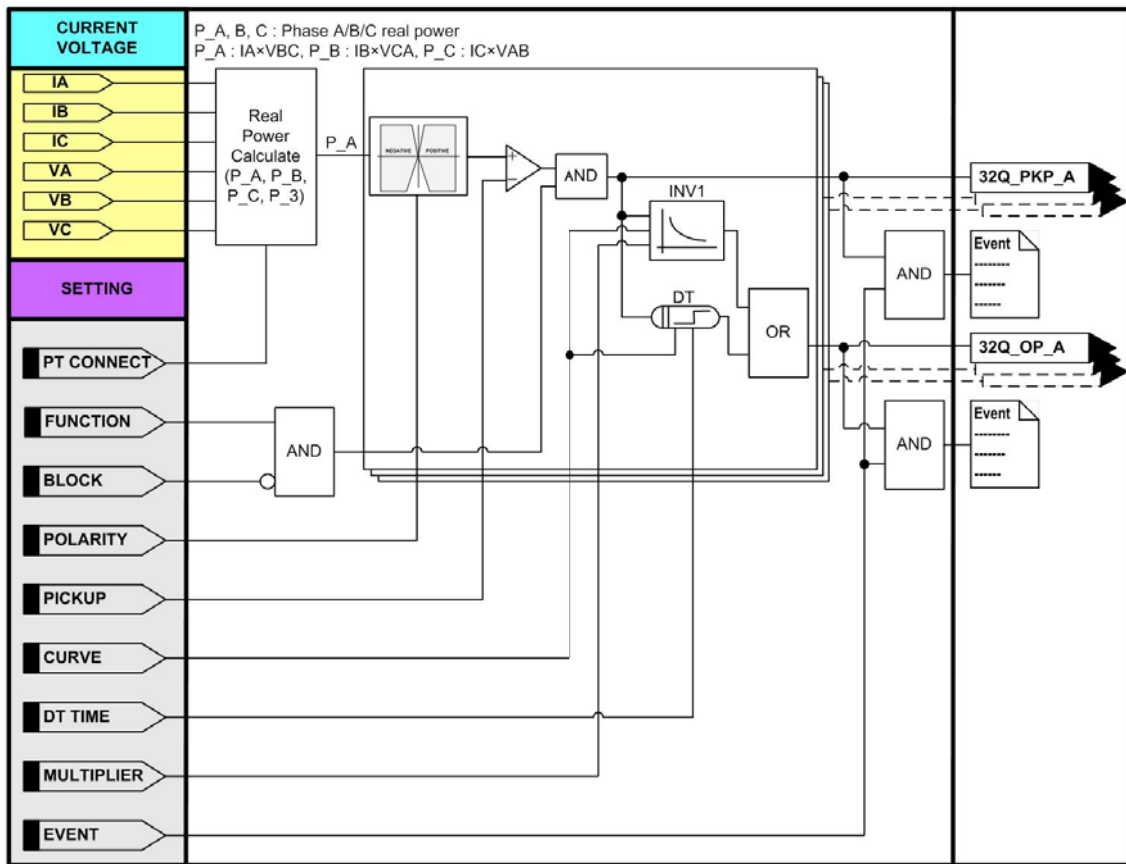 CURRENT
VOLTAGE
P_A, B, C : Phase A/B/C real power
P_A : IA×VBC, P_B : IB×VCA, P_C : IC×VAB
IA
IB
IC
VA
VB
VC
Real
Power
Calculate
(P_A, P_B,
P_C, P_3)
P_A
NEGATIVE
POSITIVE
+
−
AND
INV1
DT
OR
32Q_PKP_A
AND
Event
--------
-------
------
32Q_OP_A
AND
Event
--------
-------
------
SETTING
PT CONNECT
FUNCTION
AND
BLOCK
POLARITY
PICKUP
CURVE
DT TIME
MULTIPLIER
EVENT